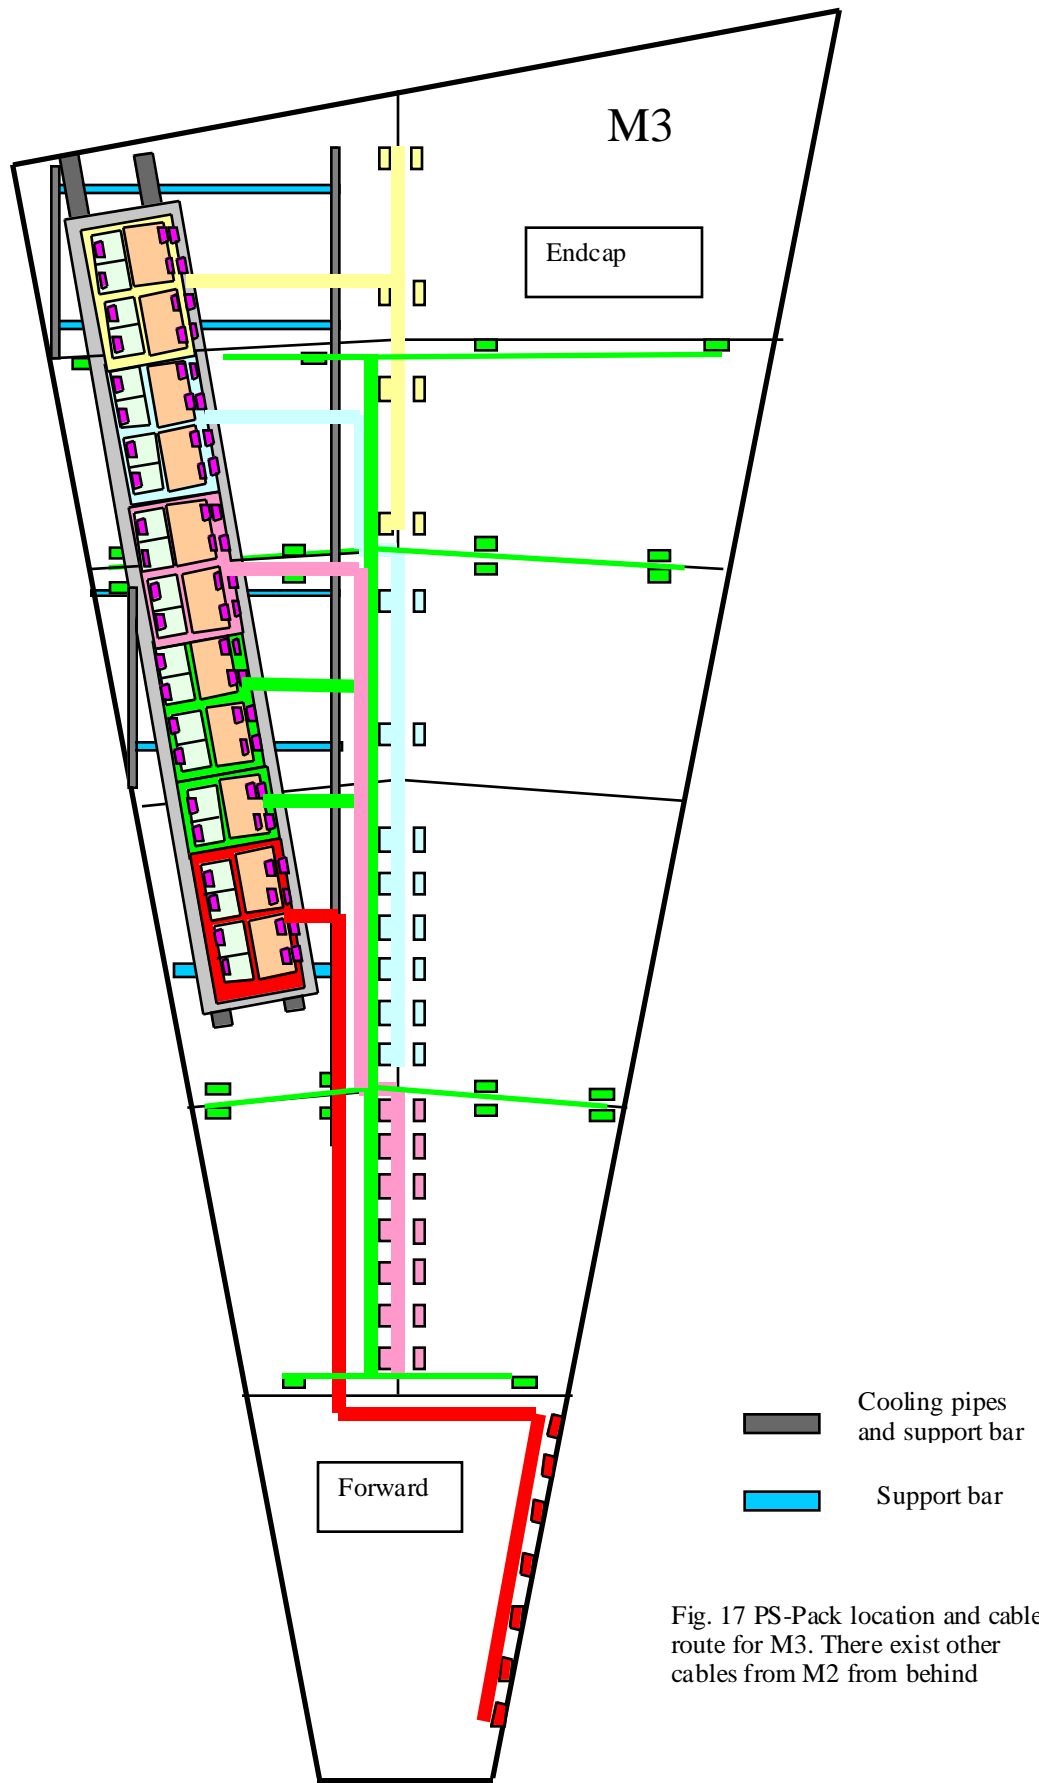 M3
Endcap
Forward
Cooling pipes
and support bar
Support bar
Fig. 17 PS-Pack location and cable
route for M3. There exist other
cables from M2 from behind